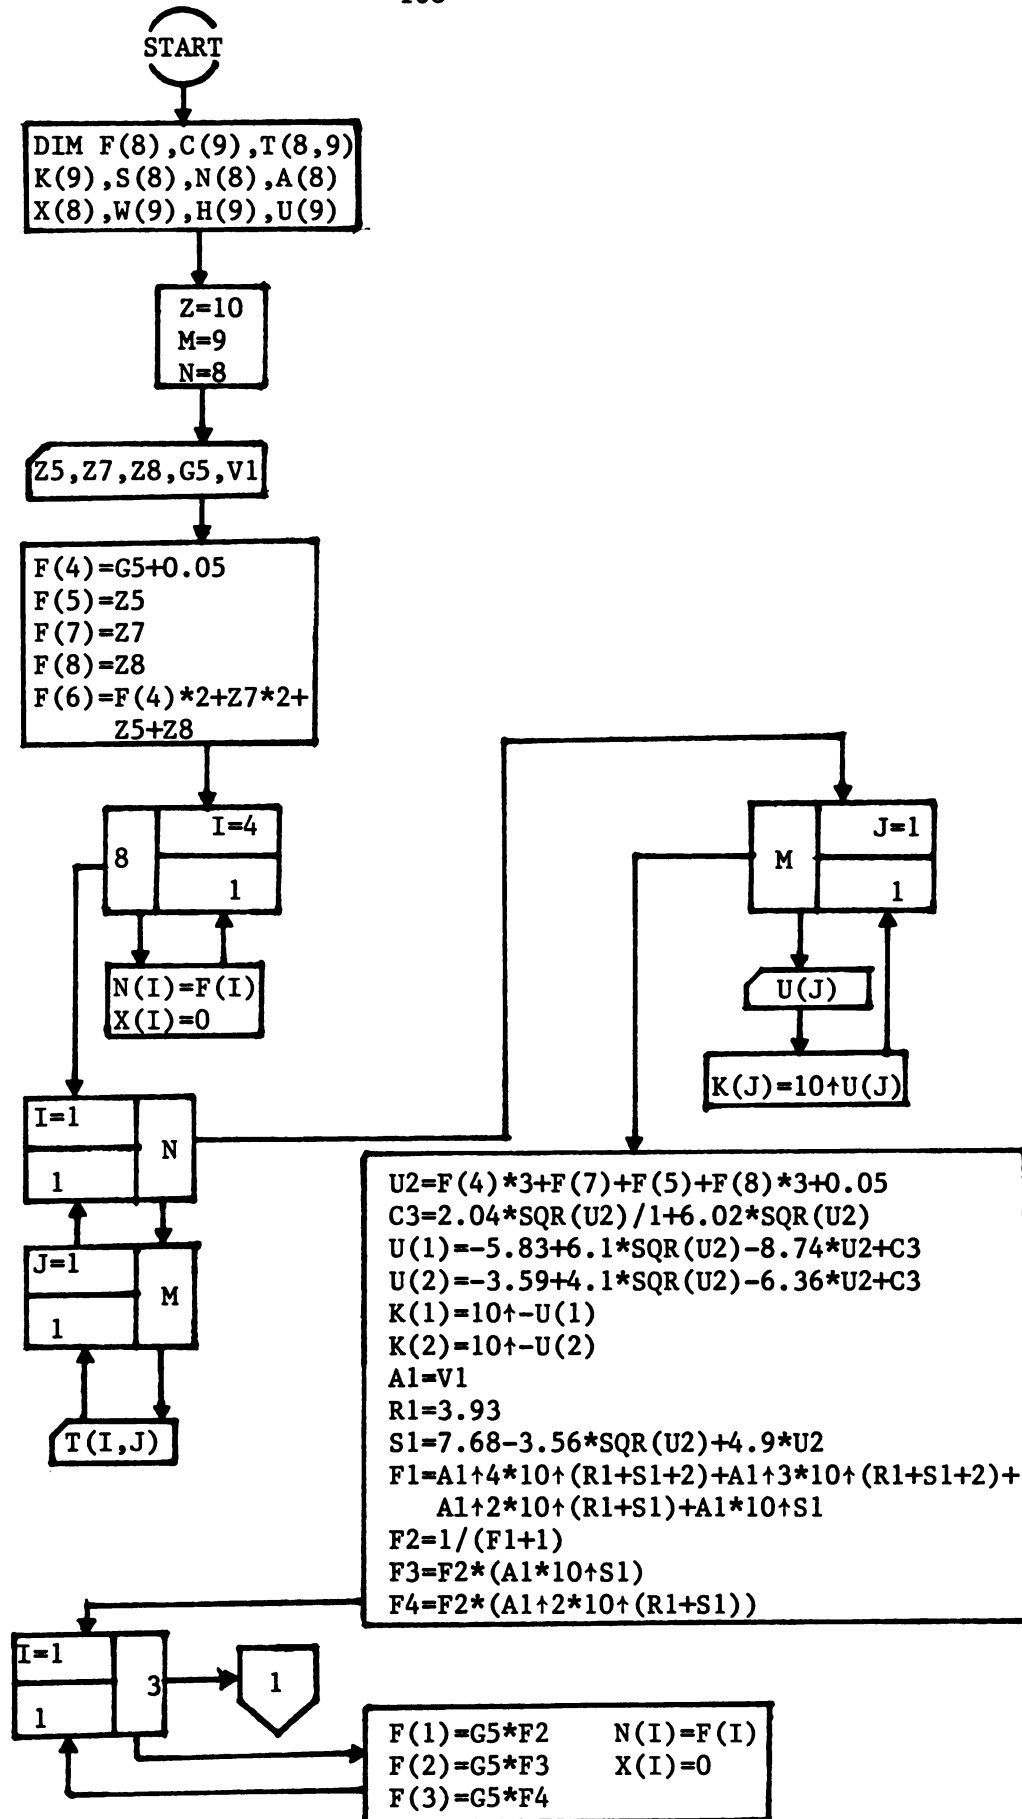 START
DIM F(8),C(9),T(8,9)
K(9),S(8),N(8),A(8)
X(8),W(9),H(9),U(9)
Z=10
M=9
N=8
Z5,Z7,Z8,G5,V1
F(4)=G5+0.05
F(5)=Z5
F(7)=Z7
F(8)=Z8
F(6)=F(4)*2+Z7*2+
Z5+Z8
I=4
8
1
N(I)=F(I)
X(I)=0
J=1
M
1
U(J)
K(J)=10↑U(J)
I=1
N
1
J=1
M
1
T(I,J)
U2=F(4)*3+F(7)+F(5)+F(8)*3+0.05
C3=2.04*SQR(U2)/1+6.02*SQR(U2)
U(1)=-5.83+6.1*SQR(U2)-8.74*U2+C3
U(2)=-3.59+4.1*SQR(U2)-6.36*U2+C3
K(1)=10↑-U(1)
K(2)=10↑-U(2)
A1=V1
R1=3.93
S1=7.68-3.56*SQR(U2)+4.9*U2
F1=A1↑4*10↑(R1+S1+2)+A1↑3*10↑(R1+S1+2)+
A1↑2*10↑(R1+S1)+A1*10↑S1
F2=1/(F1+1)
F3=F2*(A1*10↑S1)
F4=F2*(A1↑2*10↑(R1+S1))
I=1
3
1
1
F(1)=G5*F2 N(I)=F(I)
F(2)=G5*F3 X(I)=0
F(3)=G5*F4